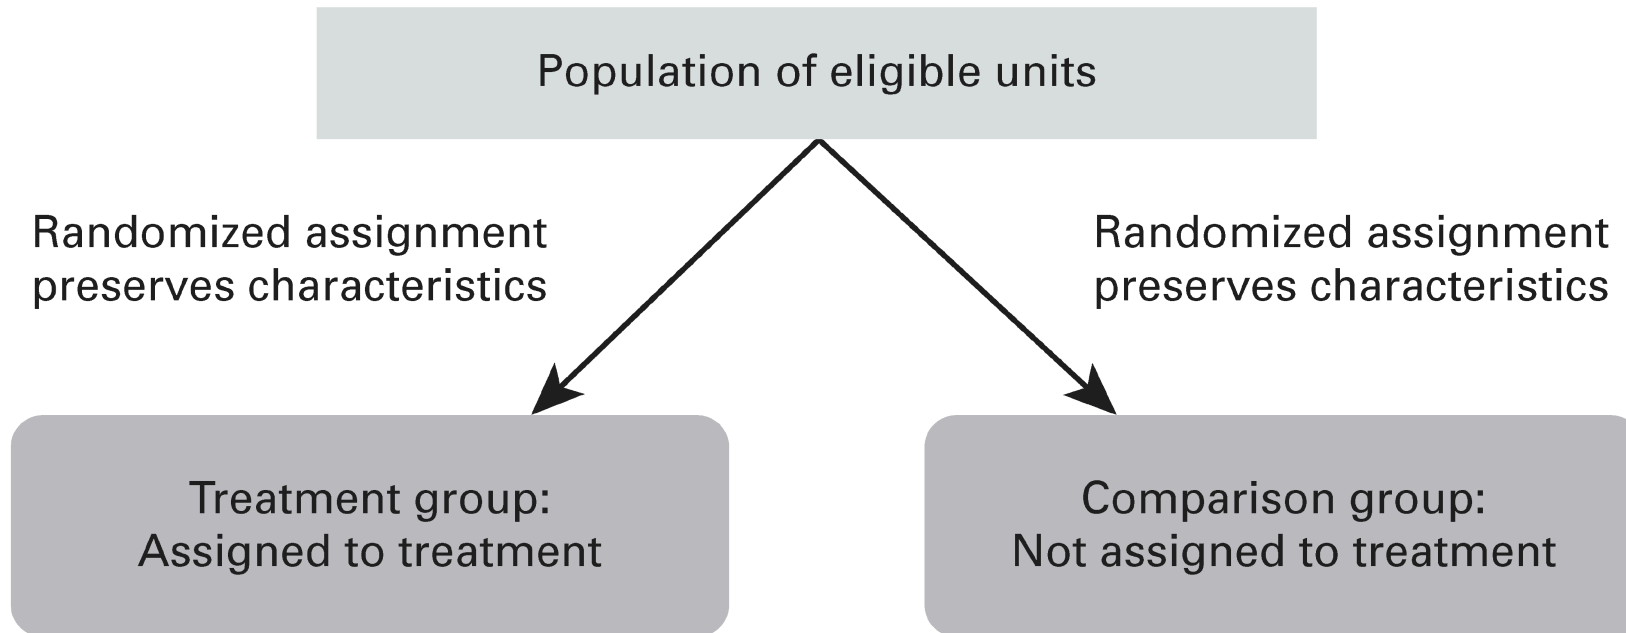 Population of eligible units
Randomized assignment
preserves characteristics
Randomized assignment
preserves characteristics
Treatment group:
Assigned to treatment
Comparison group:
Not assigned to treatment